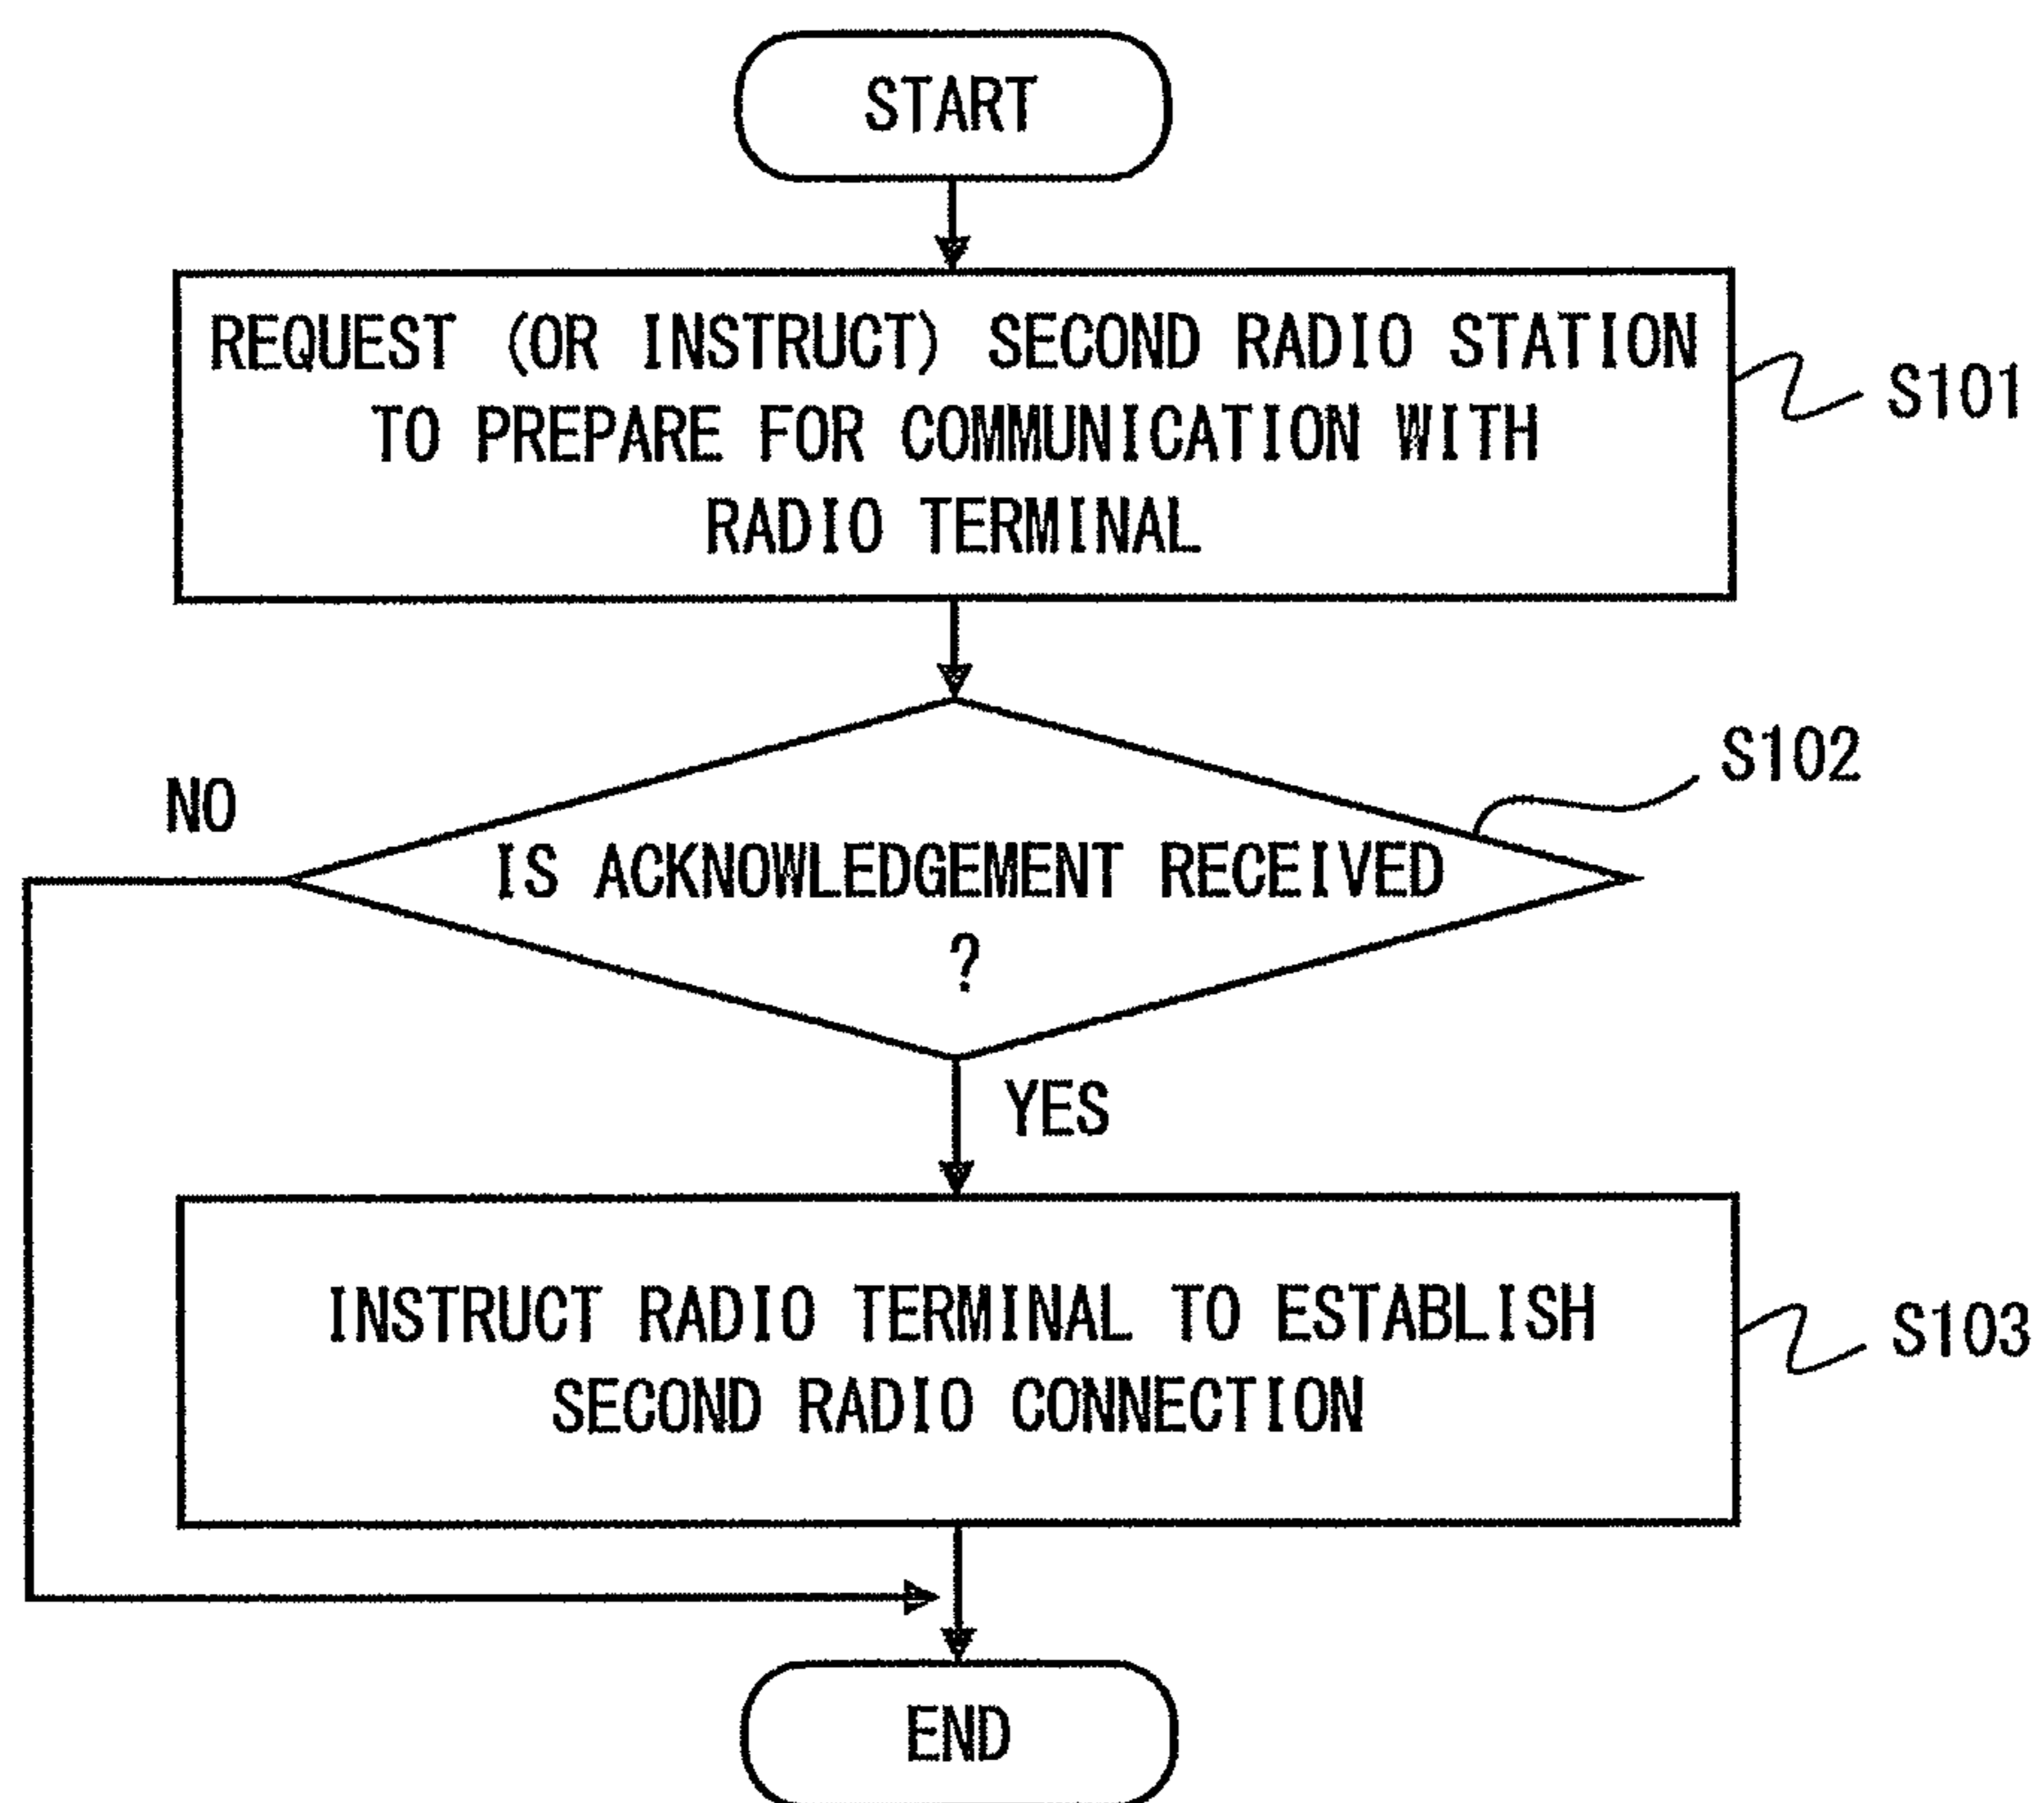 START
REQUEST (OR INSTRUCT) SECOND RADIO STATION
TO PREPARE FOR COMMUNICATION WITH
RADIO TERMINAL
S101
S102
NO
IS ACKNOWLEDGEMENT RECEIVED
?
YES
INSTRUCT RADIO TERMINAL TO ESTABLISH
SECOND RADIO CONNECTION
S103
END